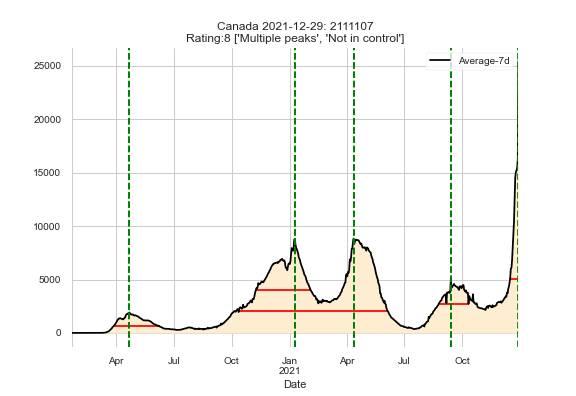 Canada 2021-12-29: 2111107
Rating:8 ['Multiple peaks', 'Not in control']
Average-7d
25000
20000
15000
10000
5000
0
Apr Jul Oct Jan Apr Jul Oct
2021
Date